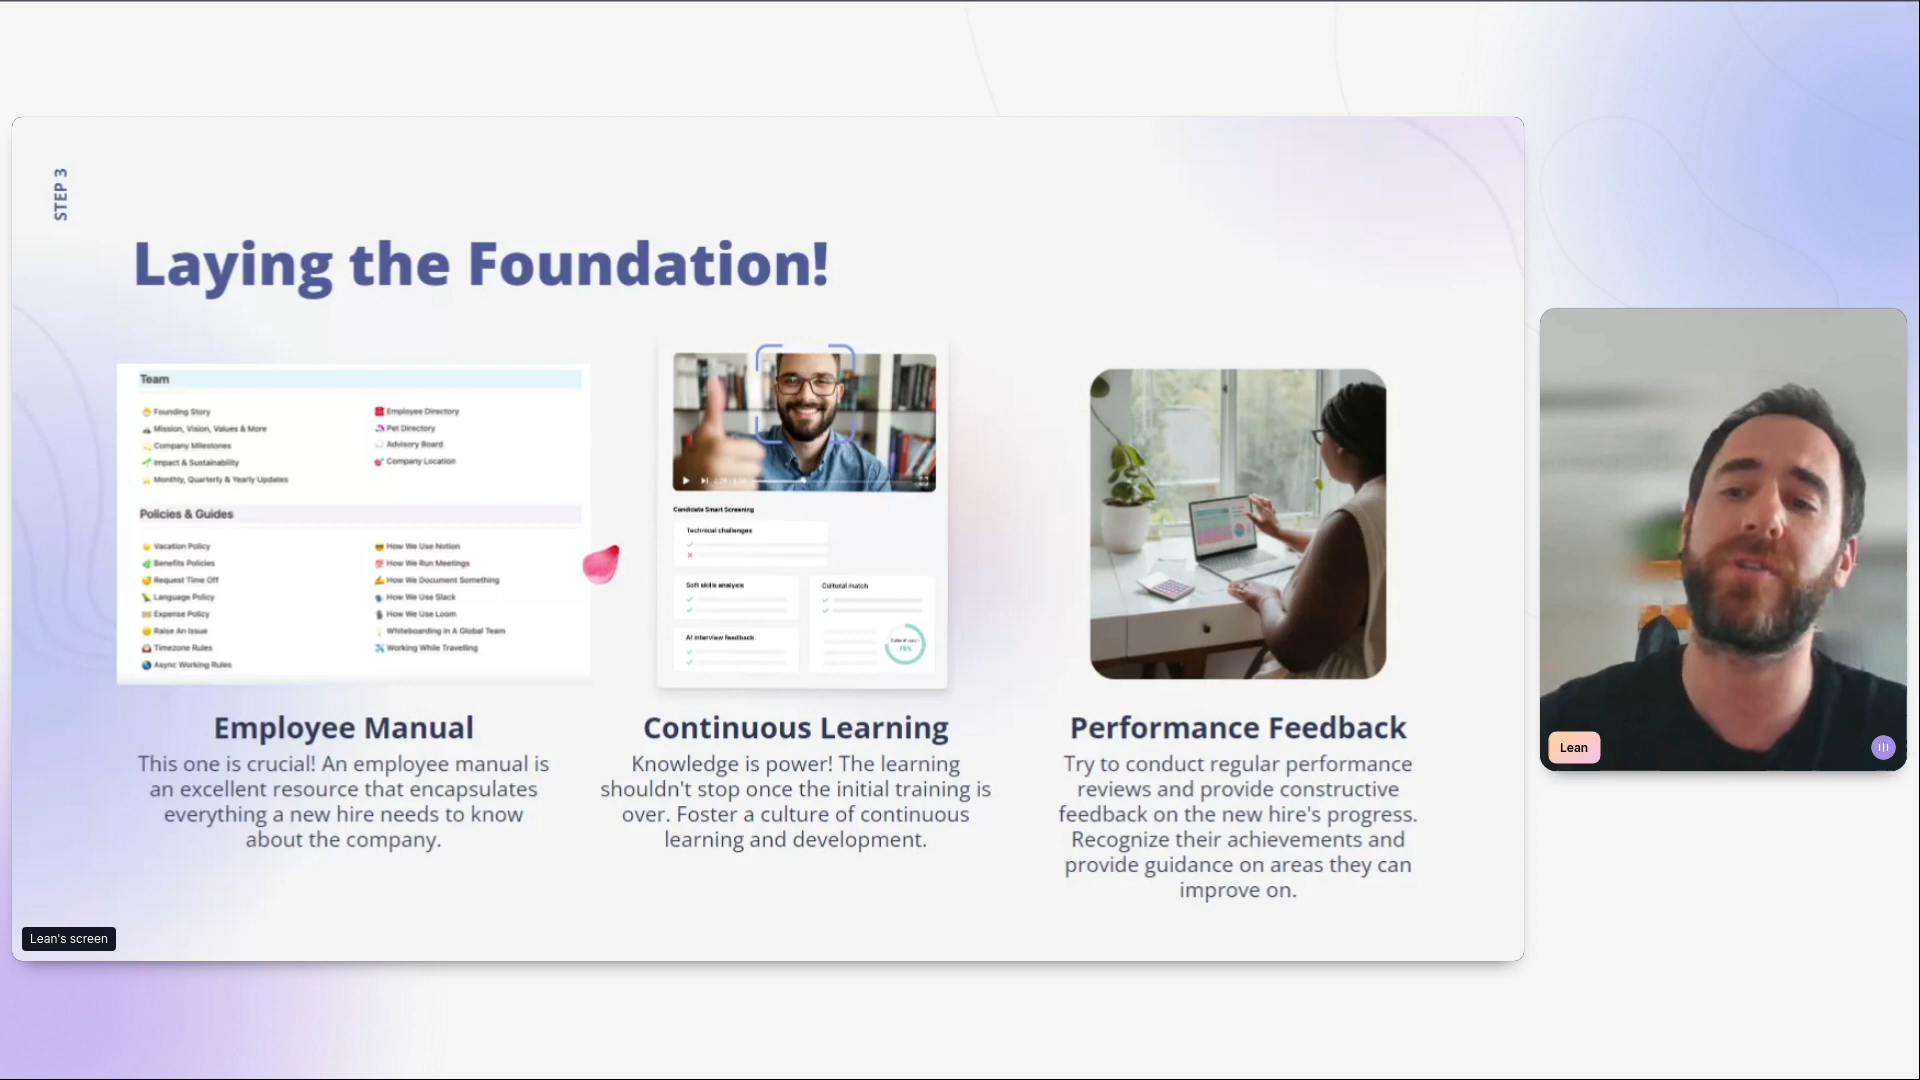 STEP 3
Laying the Foundation!
Team
Founding Story
Mission, Vision, Values & More
Company Milestones
Impact & Sustainability
Monthly, Quarterly & Yearly Updates
Employee Directory
Pet Directory
Advisory Board
Company Location
Policies & Guides
Vacation Policy
Benefits Policies
Request Time Off
Language Policy
Expense Policy
Raise An Issue
Timezone Rules
Async Working Rules
How We Use Notion
How We Run Meetings
How We Document Something
How We Use Slack
How We Use Loom
Whiteboarding in A Global Team
Working While Travelling
Candidate Smart Screening
Technical challenges
Soft skills analysis
Cultural match
AI interview feedback
75%
Employee Manual
This one is crucial! An employee manual is
an excellent resource that encapsulates
everything a new hire needs to know
about the company.
Continuous Learning
Knowledge is power! The learning
shouldn't stop once the initial training is
over. Foster a culture of continuous
learning and development.
Performance Feedback
Try to conduct regular performance
reviews and provide constructive
feedback on the new hire's progress.
Recognize their achievements and
provide guidance on areas they can
improve on.
Lean's screen
Lean